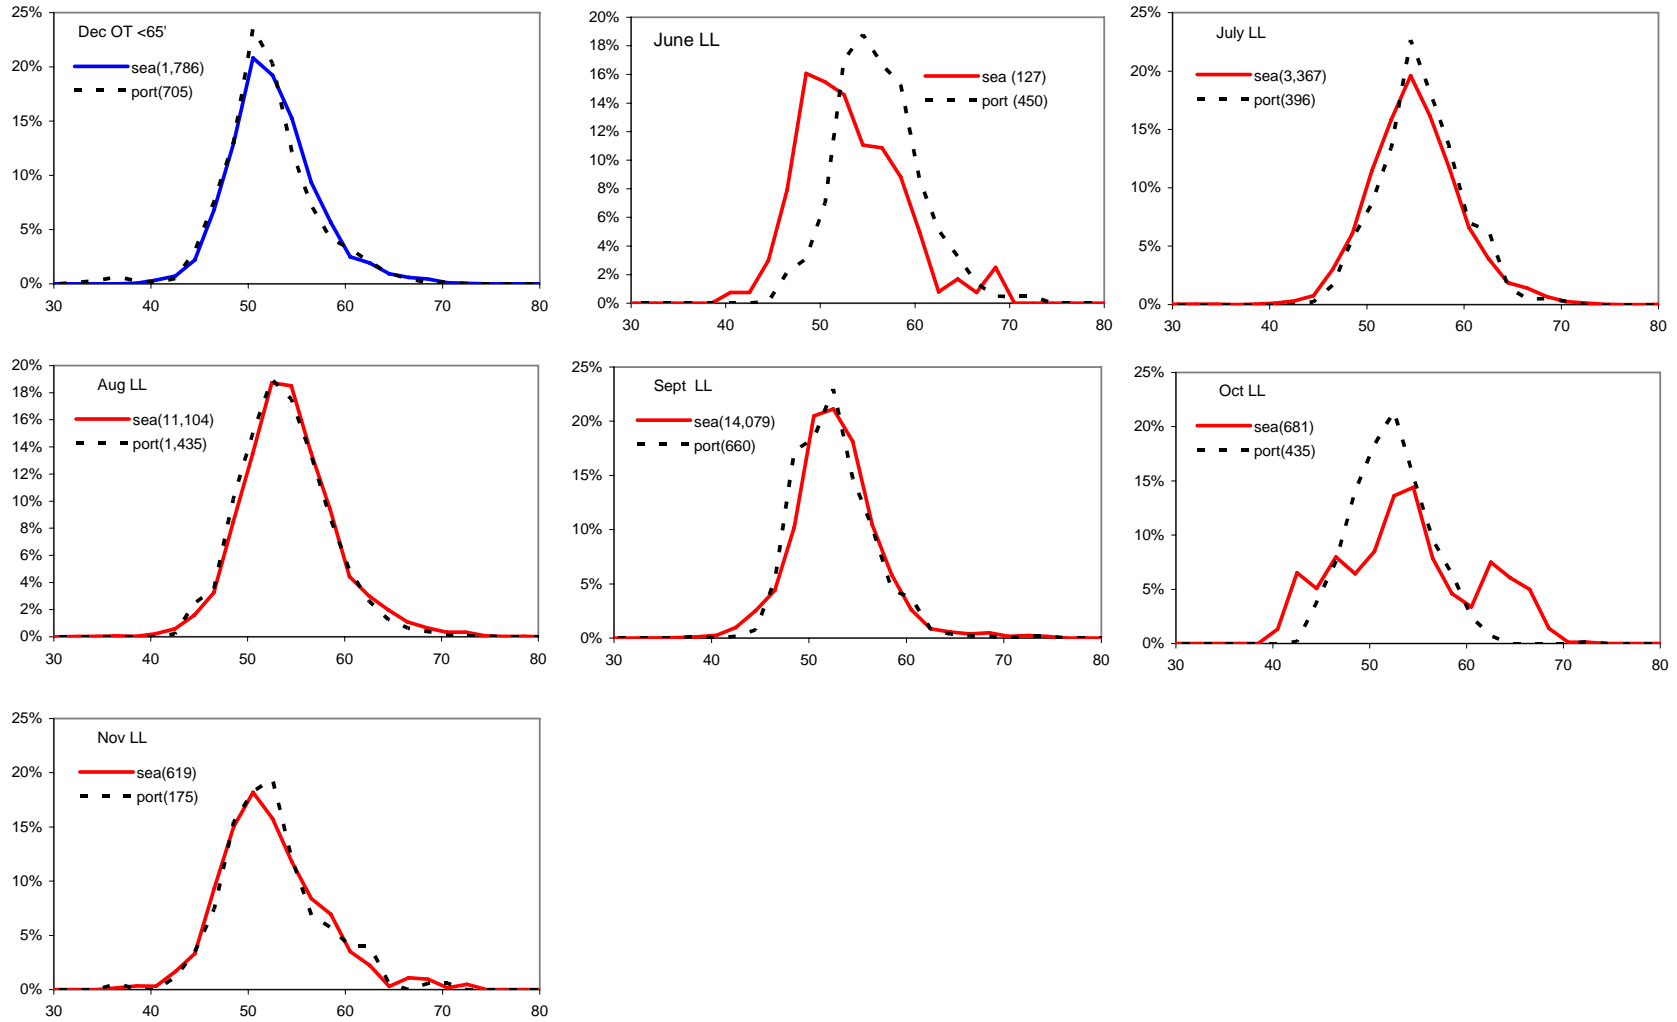 Dec OT <65'
sea(1,786)
port(705)
25%
20%
15%
10%
5%
0%
30 40 50 60 70 80
June LL
sea (127)
port (450)
20%
18%
16%
14%
12%
10%
8%
6%
4%
2%
0%
30 40 50 60 70 80
July LL
sea(3,367)
port(396)
25%
20%
15%
10%
5%
0%
30 40 50 60 70 80
Aug LL
sea(11,104)
port(1,435)
20%
18%
16%
14%
12%
10%
8%
6%
4%
2%
0%
30 40 50 60 70 80
Sept LL
sea(14,079)
port(660)
25%
20%
15%
10%
5%
0%
30 40 50 60 70 80
Oct LL
sea(681)
port(435)
25%
20%
15%
10%
5%
0%
30 40 50 60 70 80
Nov LL
sea(619)
port(175)
25%
20%
15%
10%
5%
0%
30 40 50 60 70 80